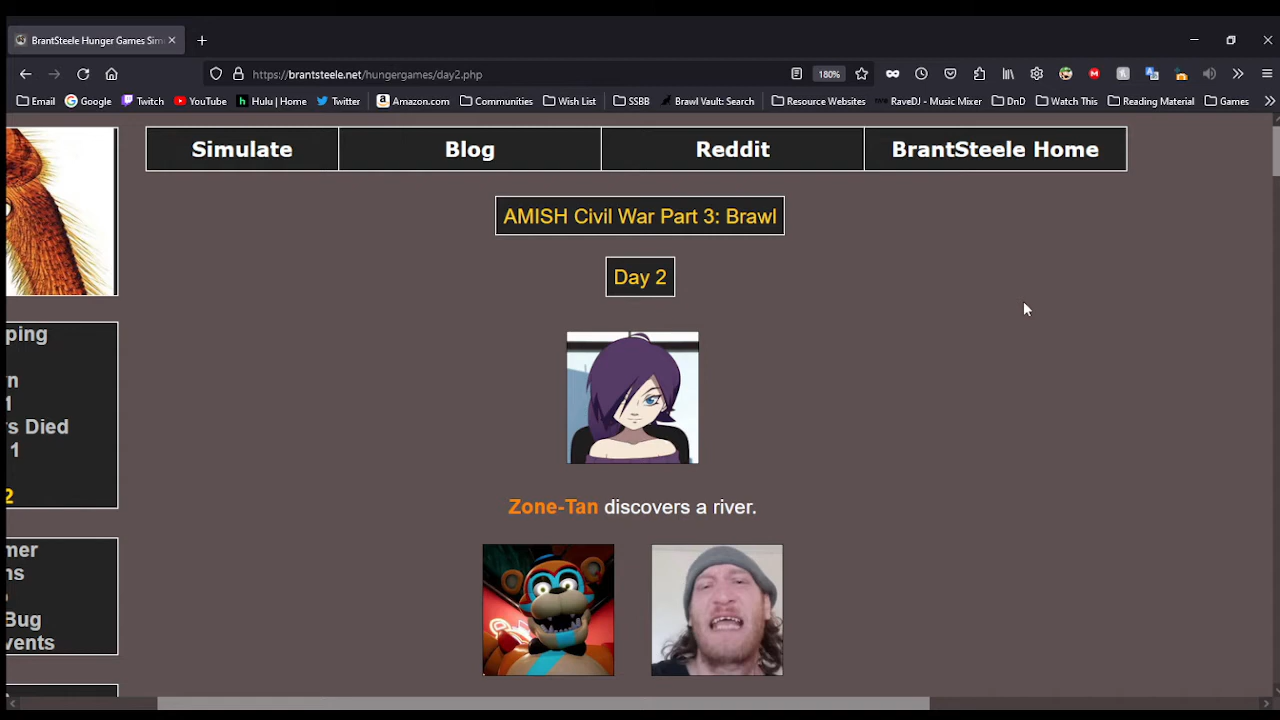 BrantSteele Hunger Games Sim
https://brantsteele.net/hungergames/day2.php
180%
Email
Google
Twitch
YouTube
Hulu | Home
Twitter
Amazon.com
Communities
Wish List
SSBB
Brawl Vault: Search
Resource Websites
RaveDJ - Music Mixer
DnD
Watch This
Reading Material
Games
Simulate
Blog
Reddit
BrantSteele Home
AMISH Civil War Part 3: Brawl
Day 2
ping
n
1
s Died
1
2
Zone-Tan discovers a river.
mer
ns
Bug
vents